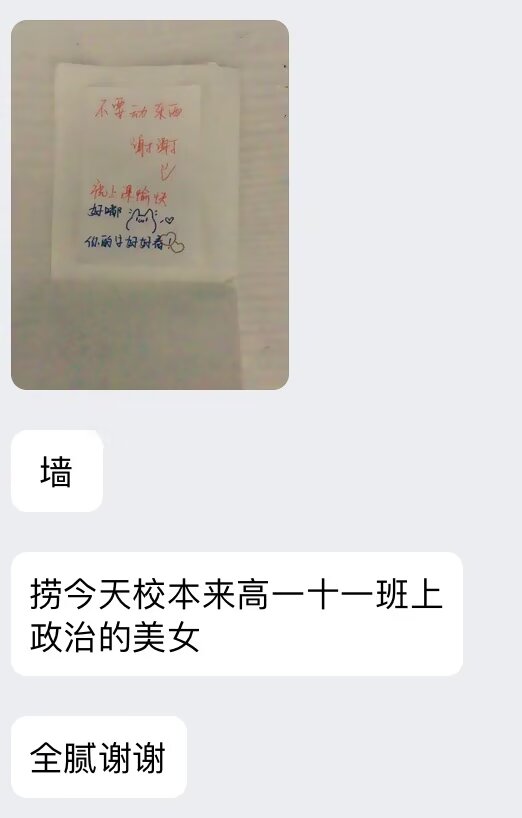 不要动东西
谢谢
祝上课愉快
好嘟
你的字好好看!
墙
捞今天校本来高一十一班上
政治的美女
全腻谢谢